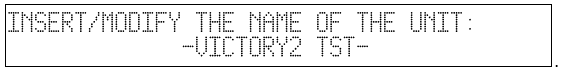 INSERT/MODIFY THE NAME OF THE UNIT:
-VICTORY2 TST-
.